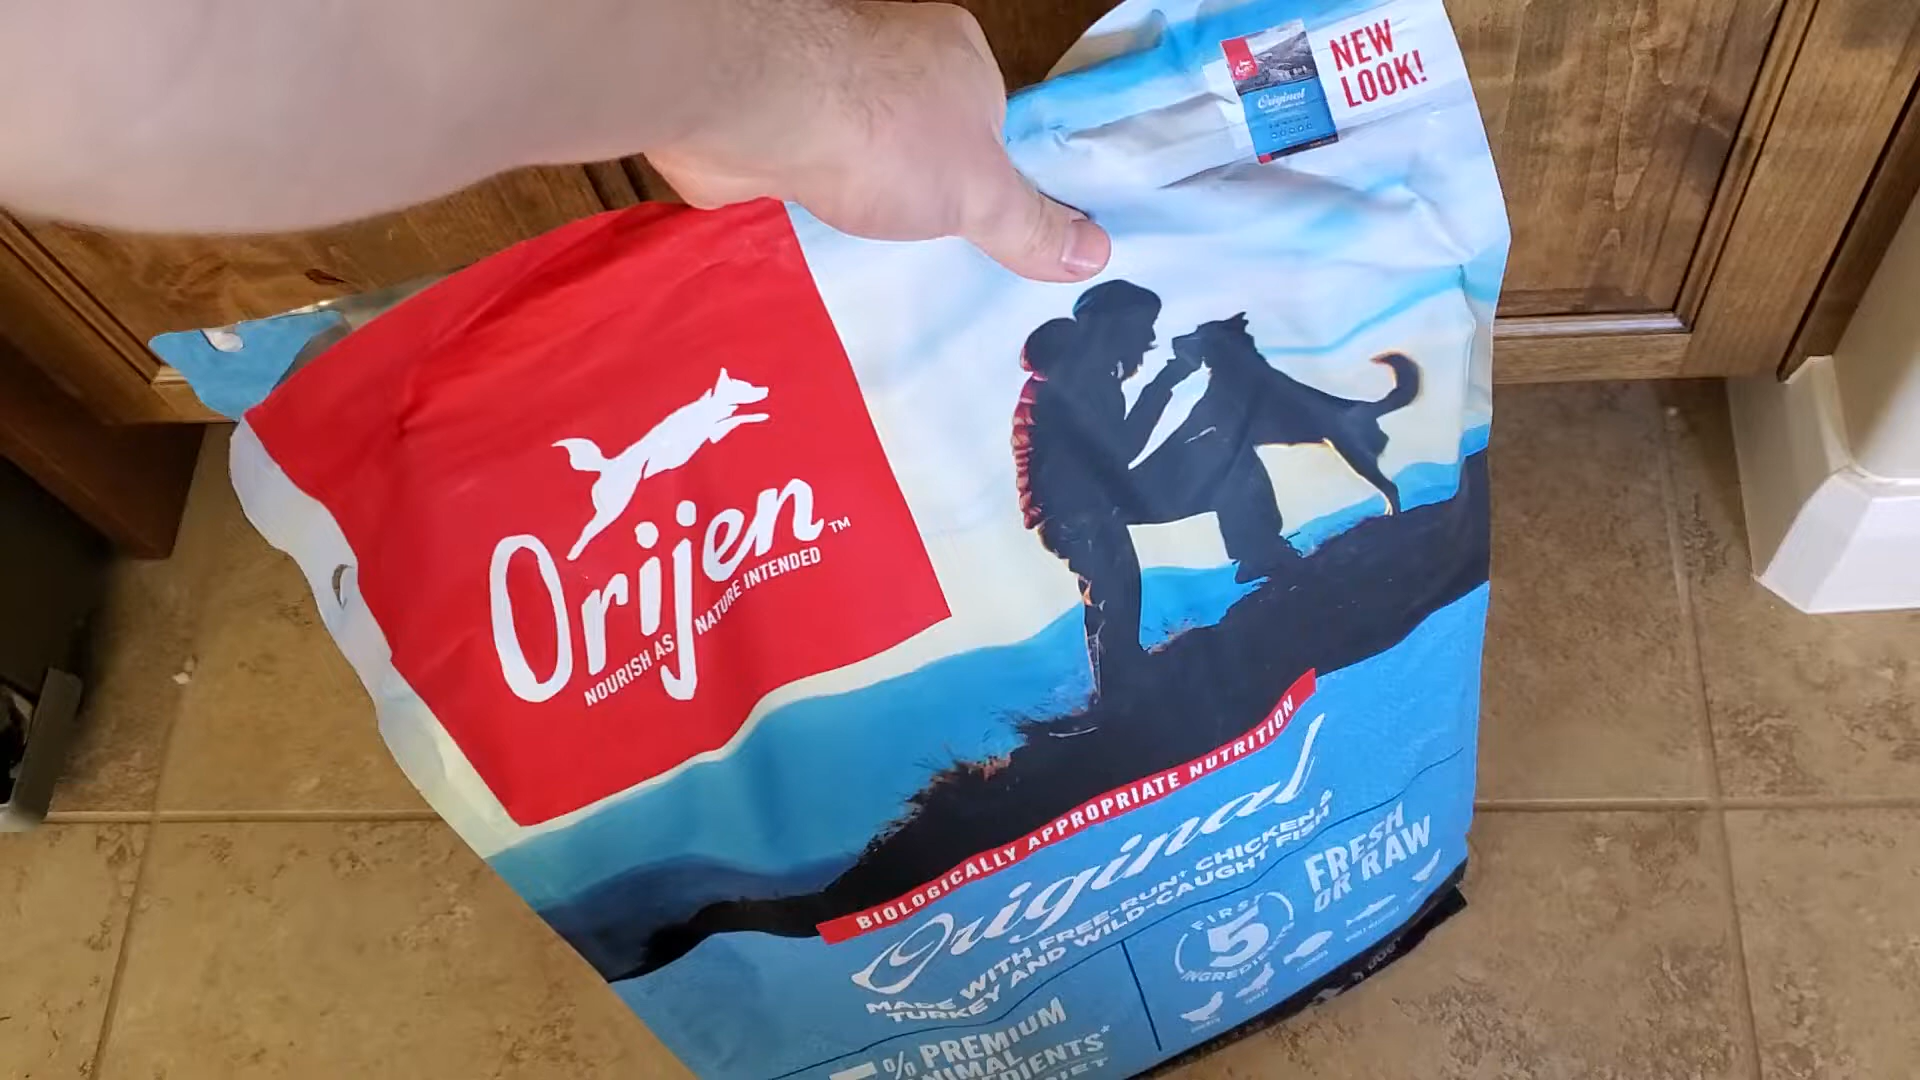 NEW
LOOK!
Original
Orijen™
NOURISH AS NATURE INTENDED
BIOLOGICALLY APPROPRIATE NUTRITION
Original
MADE WITH FREE-RUN† CHICKEN &
TURKEY AND WILD-CAUGHT FISH
FIRST
5
INGREDIENTS
FRESH
OR RAW
% PREMIUM
ANIMAL